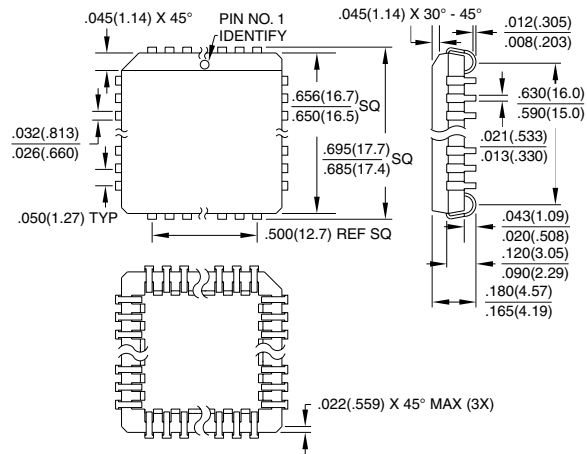 .045(1.14) X 45°
PIN NO. 1
IDENTIFY
.045(1.14) X 30° - 45°
.012(.305)
.008(.203)
.656(16.7)
.650(16.5)
SQ
.630(16.0)
.590(15.0)
.032(.813)
.026(.660)
.695(17.7)
.685(17.4)
SQ
.021(.533)
.013(.330)
.050(1.27) TYP
.500(12.7) REF SQ
.043(1.09)
.020(.508)
.120(3.05)
.090(2.29)
.180(4.57)
.165(4.19)
.022(.559) X 45° MAX (3X)